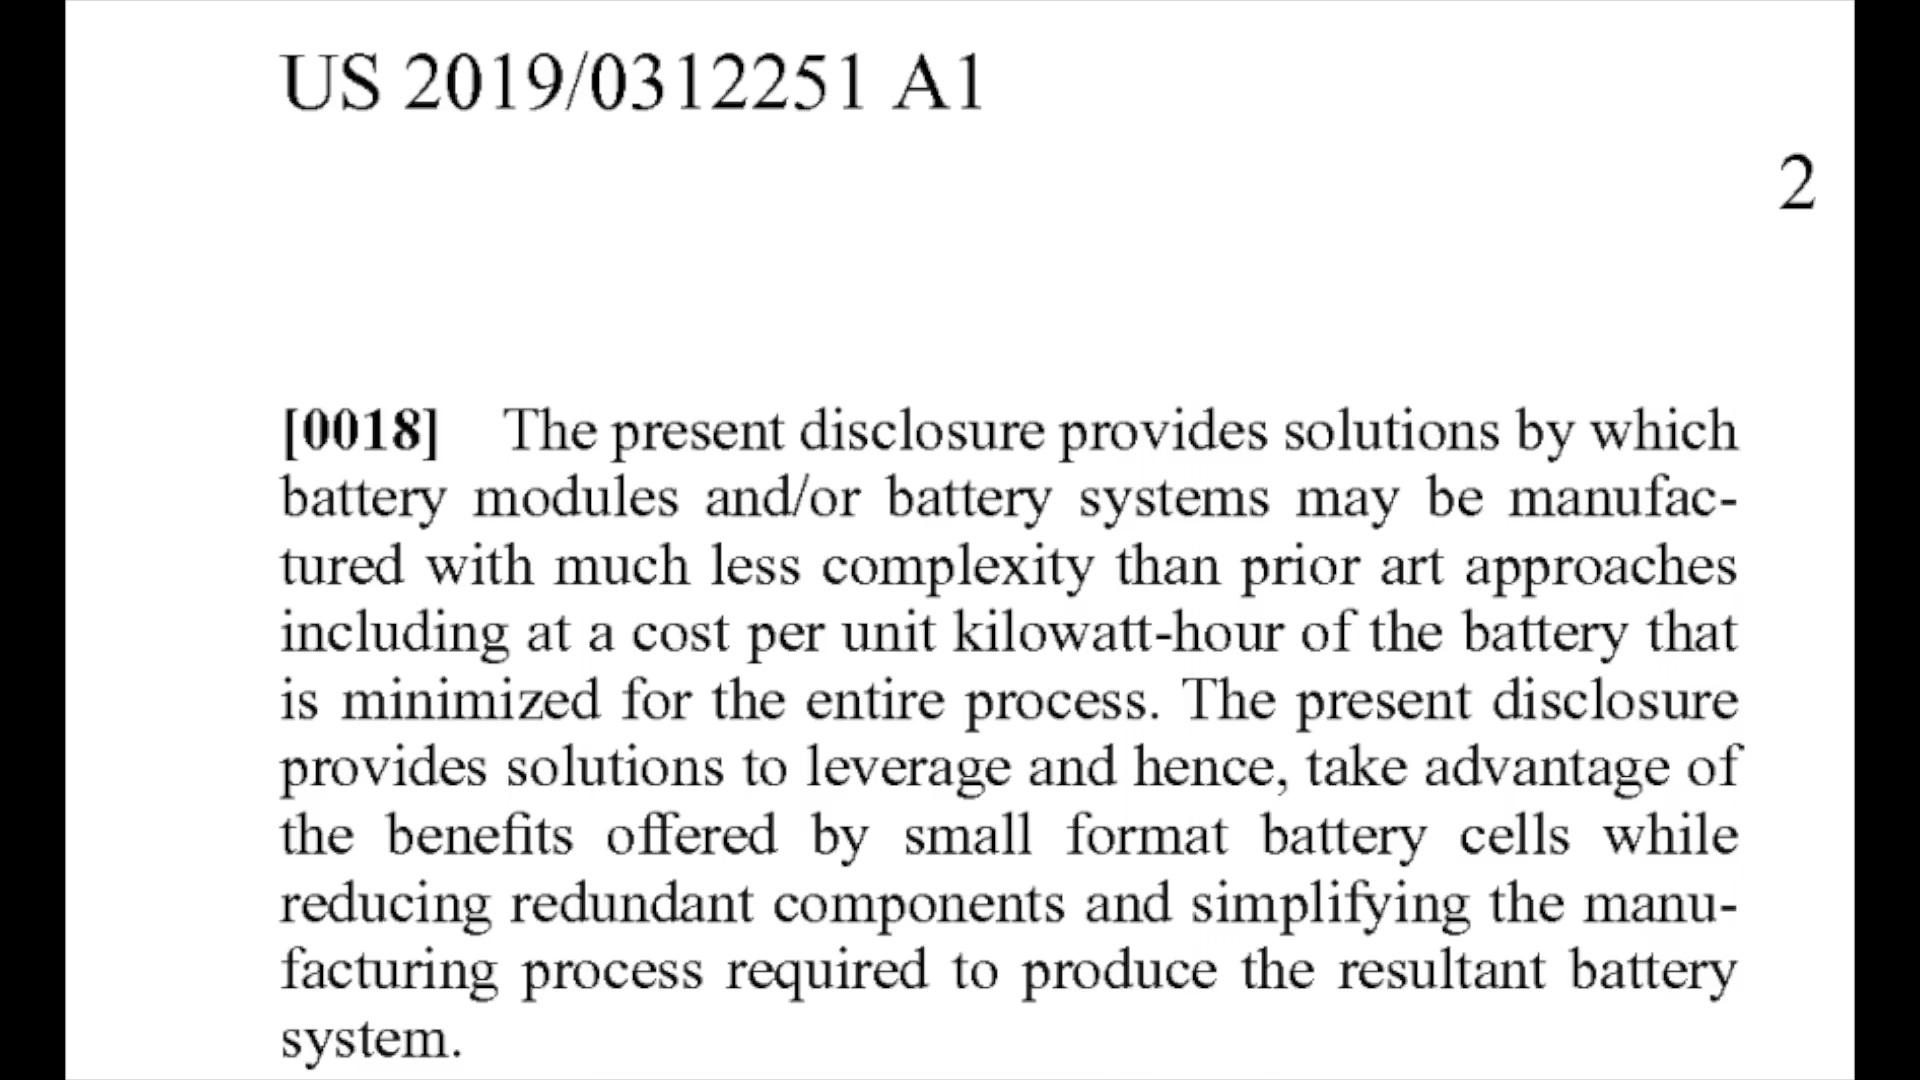 US 2019/0312251 A1
2
[0018] The present disclosure provides solutions by which
battery modules and/or battery systems may be manufac-
tured with much less complexity than prior art approaches
including at a cost per unit kilowatt-hour of the battery that
is minimized for the entire process. The present disclosure
provides solutions to leverage and hence, take advantage of
the benefits offered by small format battery cells while
reducing redundant components and simplifying the manu-
facturing process required to produce the resultant battery
system.